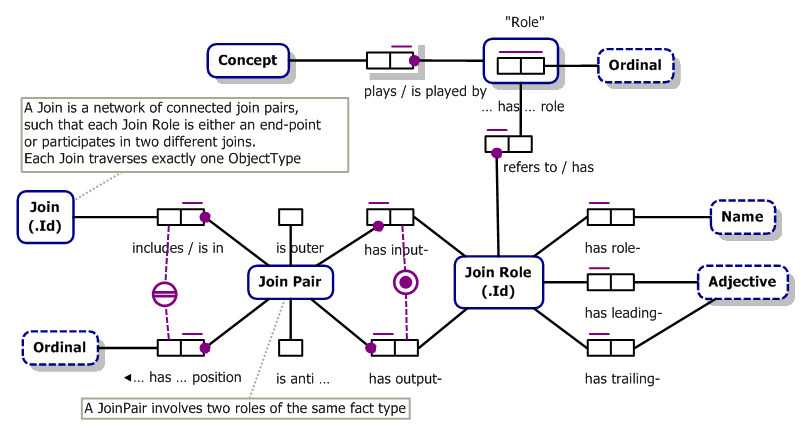 "Role"
Concept
Ordinal
plays / is played by
... has ... role
A Join is a network of connected join pairs,
such that each Join Role is either an end-point
or participates in two different joins.
Each Join traverses exactly one ObjectType
refers to / has
Join
(.Id)
Name
includes / is in
is outer
has input-
has role-
Join Pair
Join Role
(.Id)
Adjective
has leading-
Ordinal
◄... has ... position
is anti ...
has output-
has trailing-
A JoinPair involves two roles of the same fact type